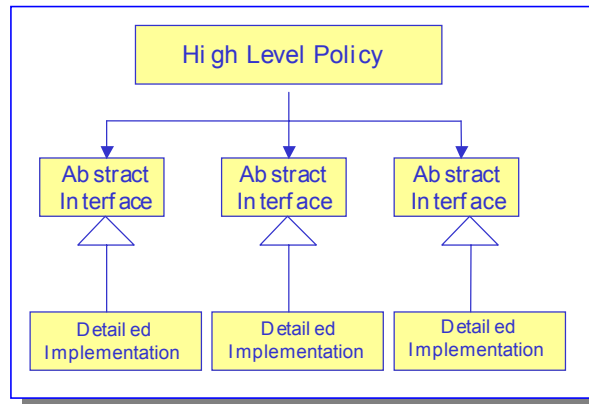 High Level Policy
Abstract
Interface
Abstract
Interface
Abstract
Interface
Detailed
Implementation
Detailed
Implementation
Detailed
Implementation